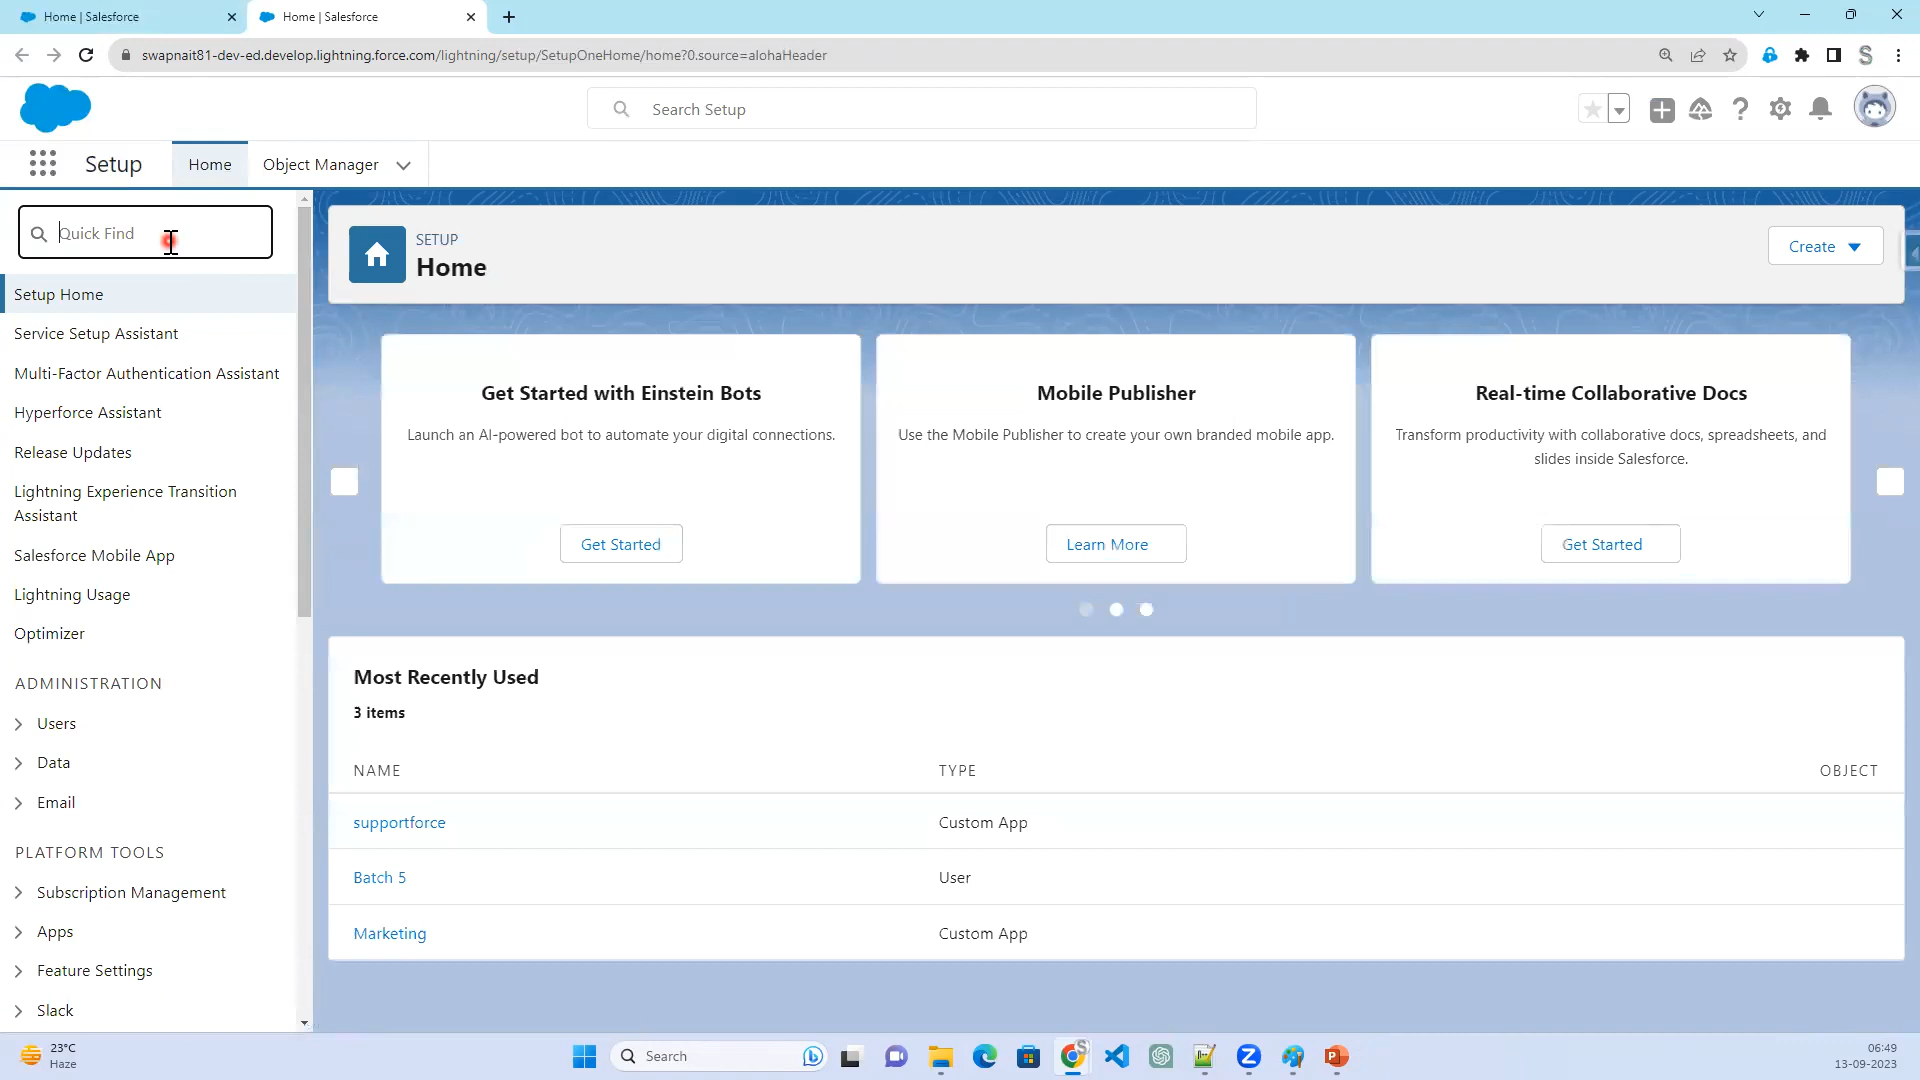 Home | Salesforce
Home | Salesforce
swapnait81-dev-ed.develop.lightning.force.com/lightning/setup/SetupOneHome/home?0.source=alohaHeader
Search Setup
Setup
Home
Object Manager
Quick Find
Setup Home
Service Setup Assistant
Multi-Factor Authentication Assistant
Hyperforce Assistant
Release Updates
Lightning Experience Transition
Assistant
Salesforce Mobile App
Lightning Usage
Optimizer
ADMINISTRATION
Users
Data
Email
PLATFORM TOOLS
Subscription Management
Apps
Feature Settings
Slack
SETUP
Home
Create
Get Started with Einstein Bots
Launch an AI-powered bot to automate your digital connections.
Get Started
Mobile Publisher
Use the Mobile Publisher to create your own branded mobile app.
Learn More
Real-time Collaborative Docs
Transform productivity with collaborative docs, spreadsheets, and
slides inside Salesforce.
Get Started
Most Recently Used
3 items
NAME TYPE OBJECT
supportforce Custom App
Batch 5 User
Marketing Custom App
23°C
Haze
Search
06:49
13-09-2023